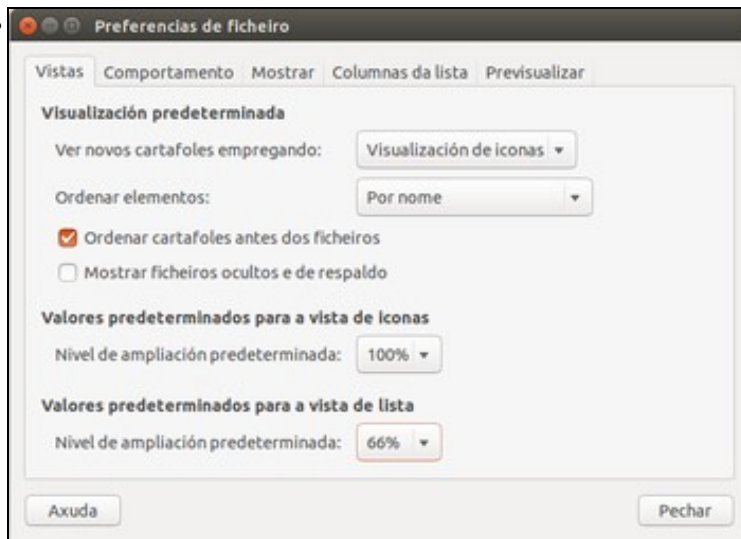 Preferencias de ficheiro
Vistas Comportamento Mostrar Columnas da lista Previsualizar
Visualización predeterminada
Ver novos cartafoles empregando: Visualización de iconas
Ordenar elementos: Por nome
Ordenar cartafoles antes dos ficheiros
Mostrar ficheiros ocultos e de respaldo
Valores predeterminados para a vista de iconas
Nivel de ampliación predeterminada: 100%
Valores predeterminados para a vista de lista
Nivel de ampliación predeterminada: 66%
Axuda Pechar